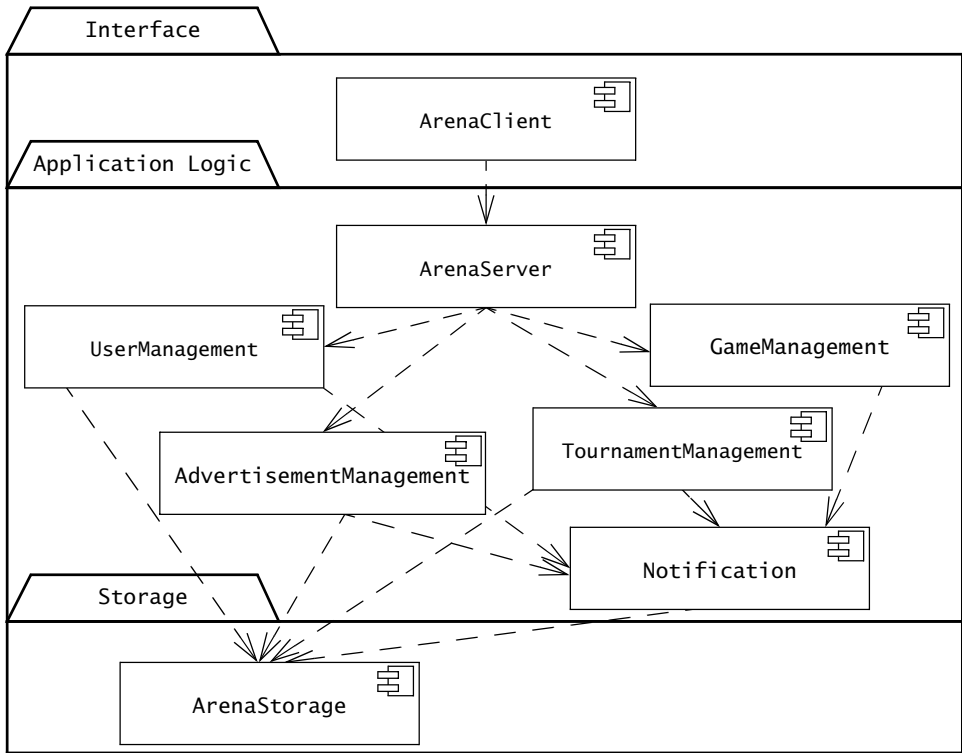 Interface
ArenaClient
Application Logic
ArenaServer
UserManagement
GameManagement
AdvertisementManagement
TournamentManagement
Notification
Storage
ArenaStorage